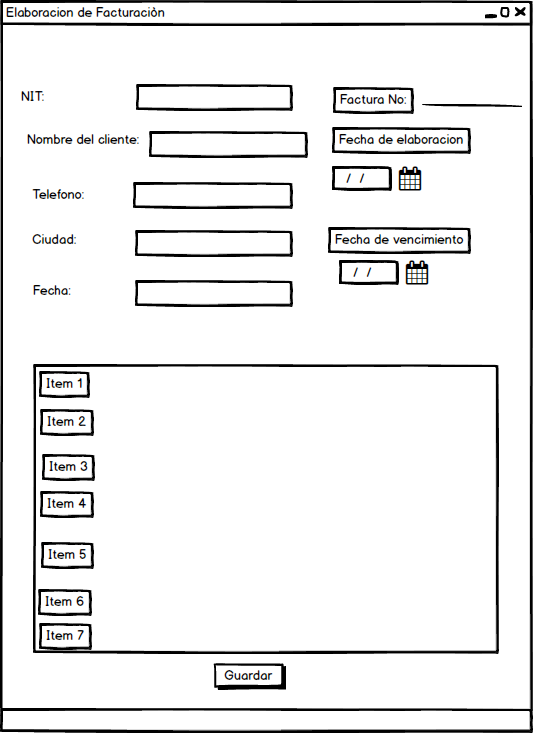 Elaboracion de Facturaciòn
NIT:
Factura No:
Nombre del cliente:
Fecha de elaboracion
/ /
Telefono:
Ciudad:
Fecha de vencimiento
/ /
Fecha:
Item 1
Item 2
Item 3
Item 4
Item 5
Item 6
Item 7
Guardar